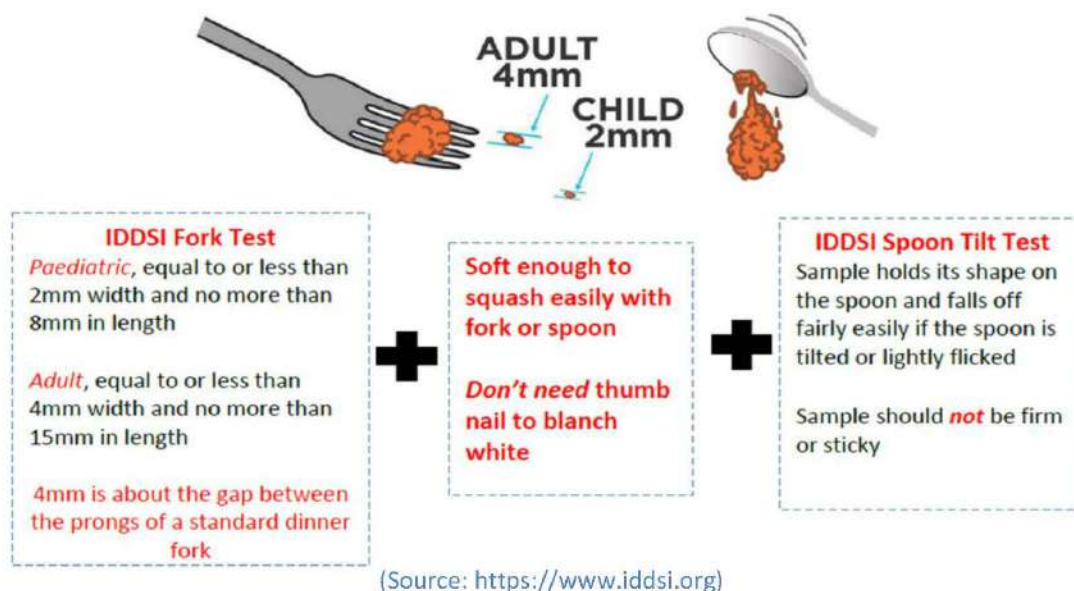 ADULT
4mm
CHILD
2mm
IDDSI Fork Test
Paediatric, equal to or less than
2mm width and no more than
8mm in length
Adult, equal to or less than
4mm width and no more than
15mm in length
4mm is about the gap between
the prongs of a standard dinner
fork
Soft enough to
squash easily with
fork or spoon
Don't need thumb
nail to blanch
white
IDDSI Spoon Tilt Test
Sample holds its shape on
the spoon and falls off
fairly easily if the spoon is
tilted or lightly flicked
Sample should not be firm
or sticky
(Source: https://www.iddsi.org)